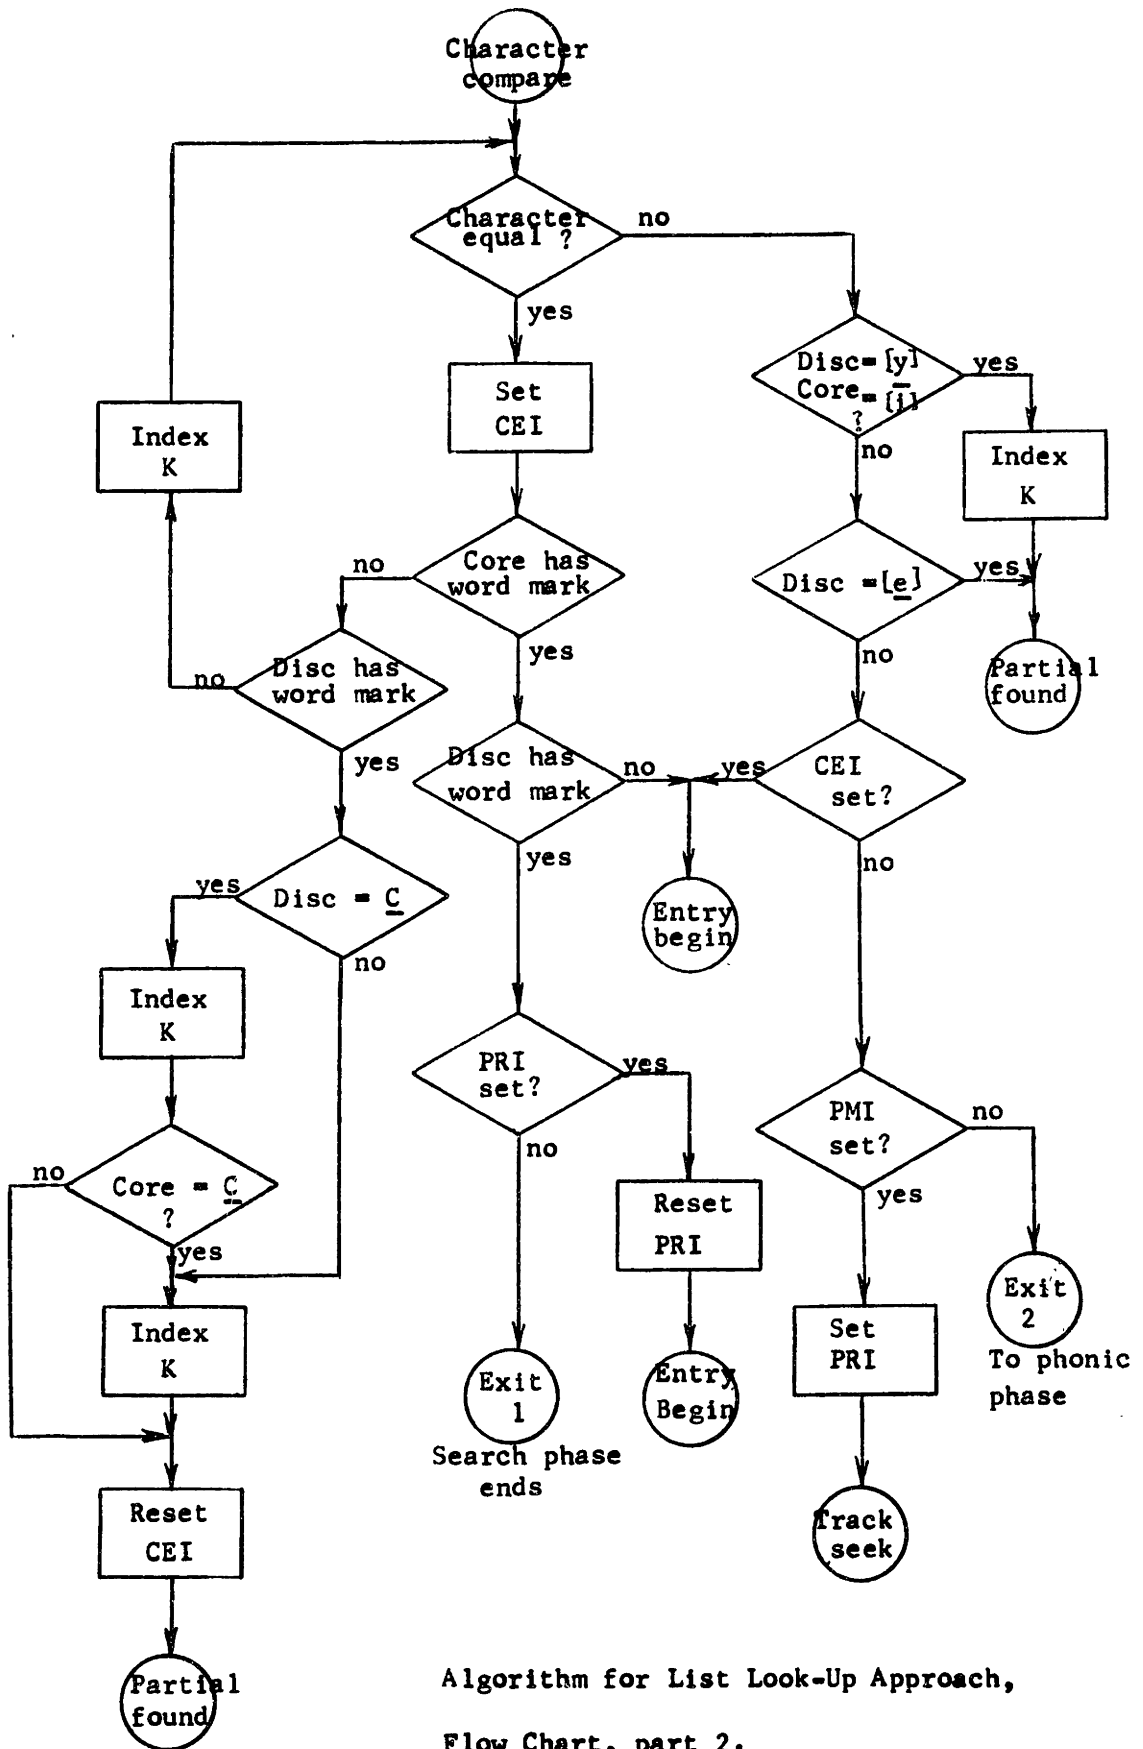 Character
compare
Character
equal ?
no
yes
Set
CEI
Disc=[y]
Core=[i]
?
yes
no
Index
K
Index
K
Core has
word mark
no
yes
Disc =[e]
yes
no
Partial
found
Disc has
word mark
no
yes
Disc has
word mark
no
yes
CEI
set?
yes
no
Entry
begin
Disc = C
yes
no
Index
K
PRI
set?
yes
no
PMI
set?
no
yes
Core = C
?
no
yes
Reset
PRI
Index
K
Exit
1
Search phase
ends
Entry
Begin
Set
PRI
Exit
2
To phonic
phase
Reset
CEI
Track
seek
Partial
found
Algorithm for List Look-Up Approach,
Flow Chart, part 2.